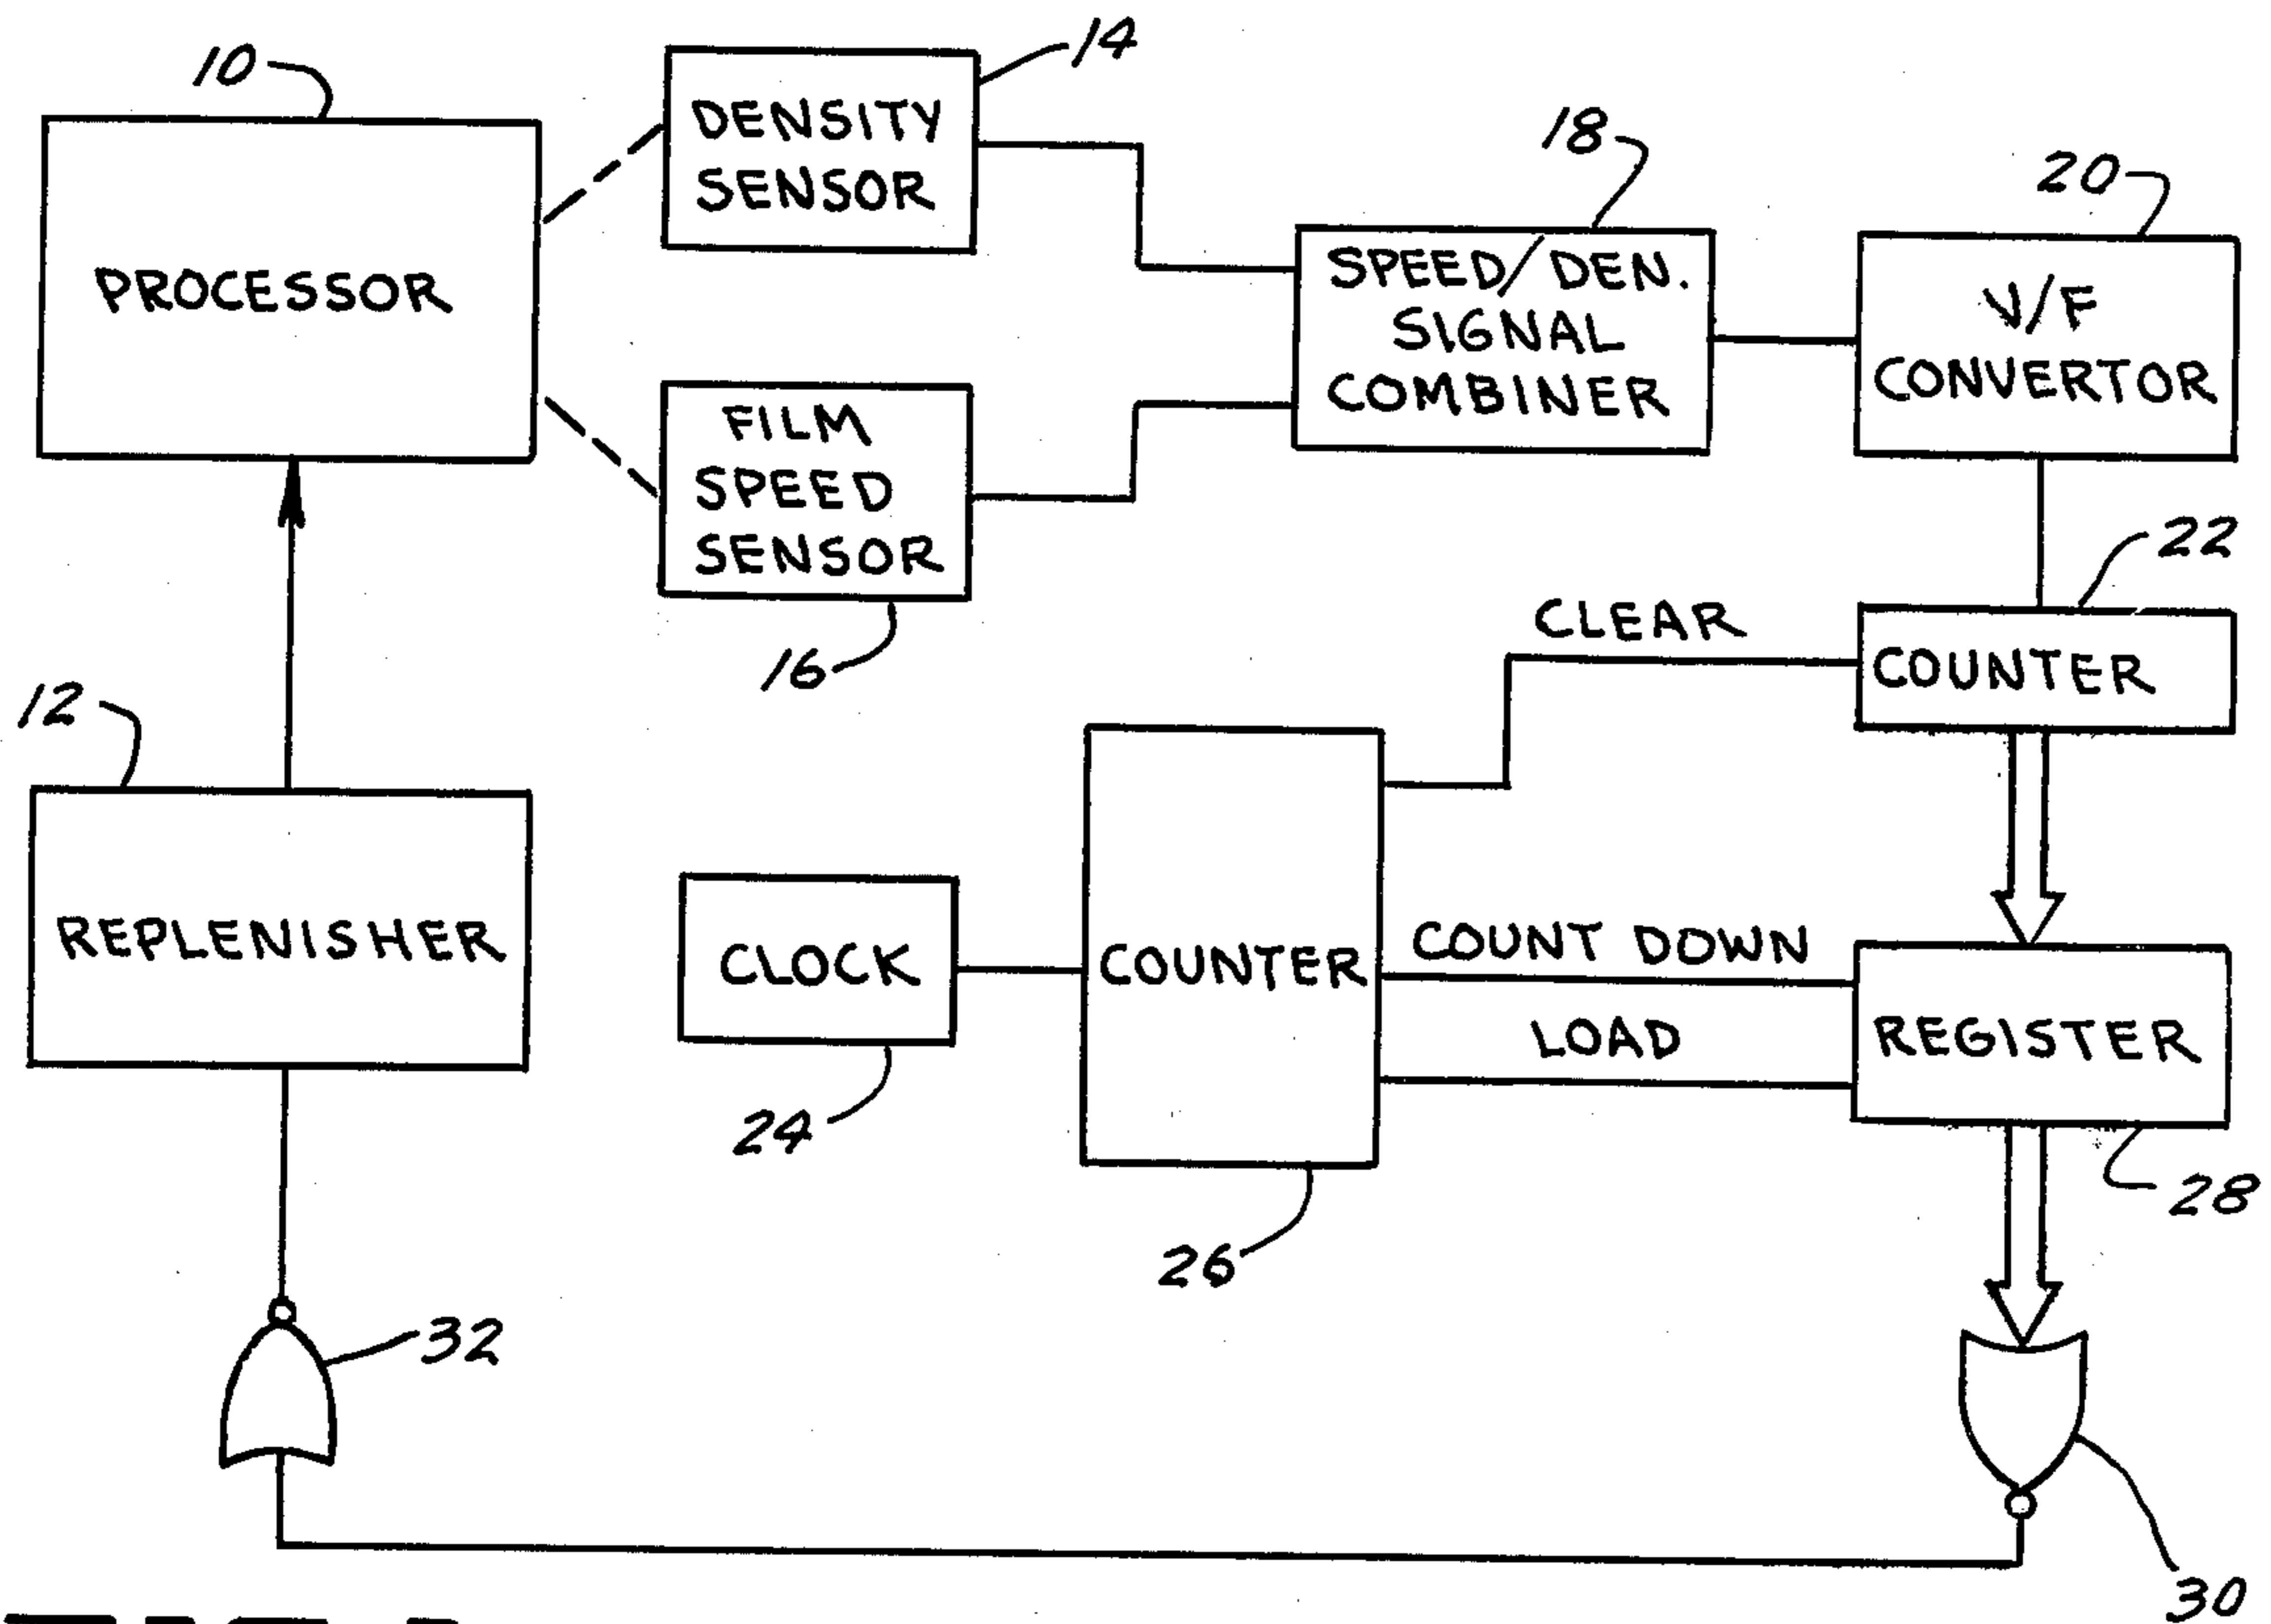 10
PROCESSOR
14
DENSITY
SENSOR
18
SPEED/DEN.
SIGNAL
COMBINER
20
V/F
CONVERTOR
FILM
SPEED
SENSOR
16
22
COUNTER
CLEAR
12
REPLENISHER
CLOCK
24
COUNTER
26
COUNT DOWN
LOAD
REGISTER
28
32
30